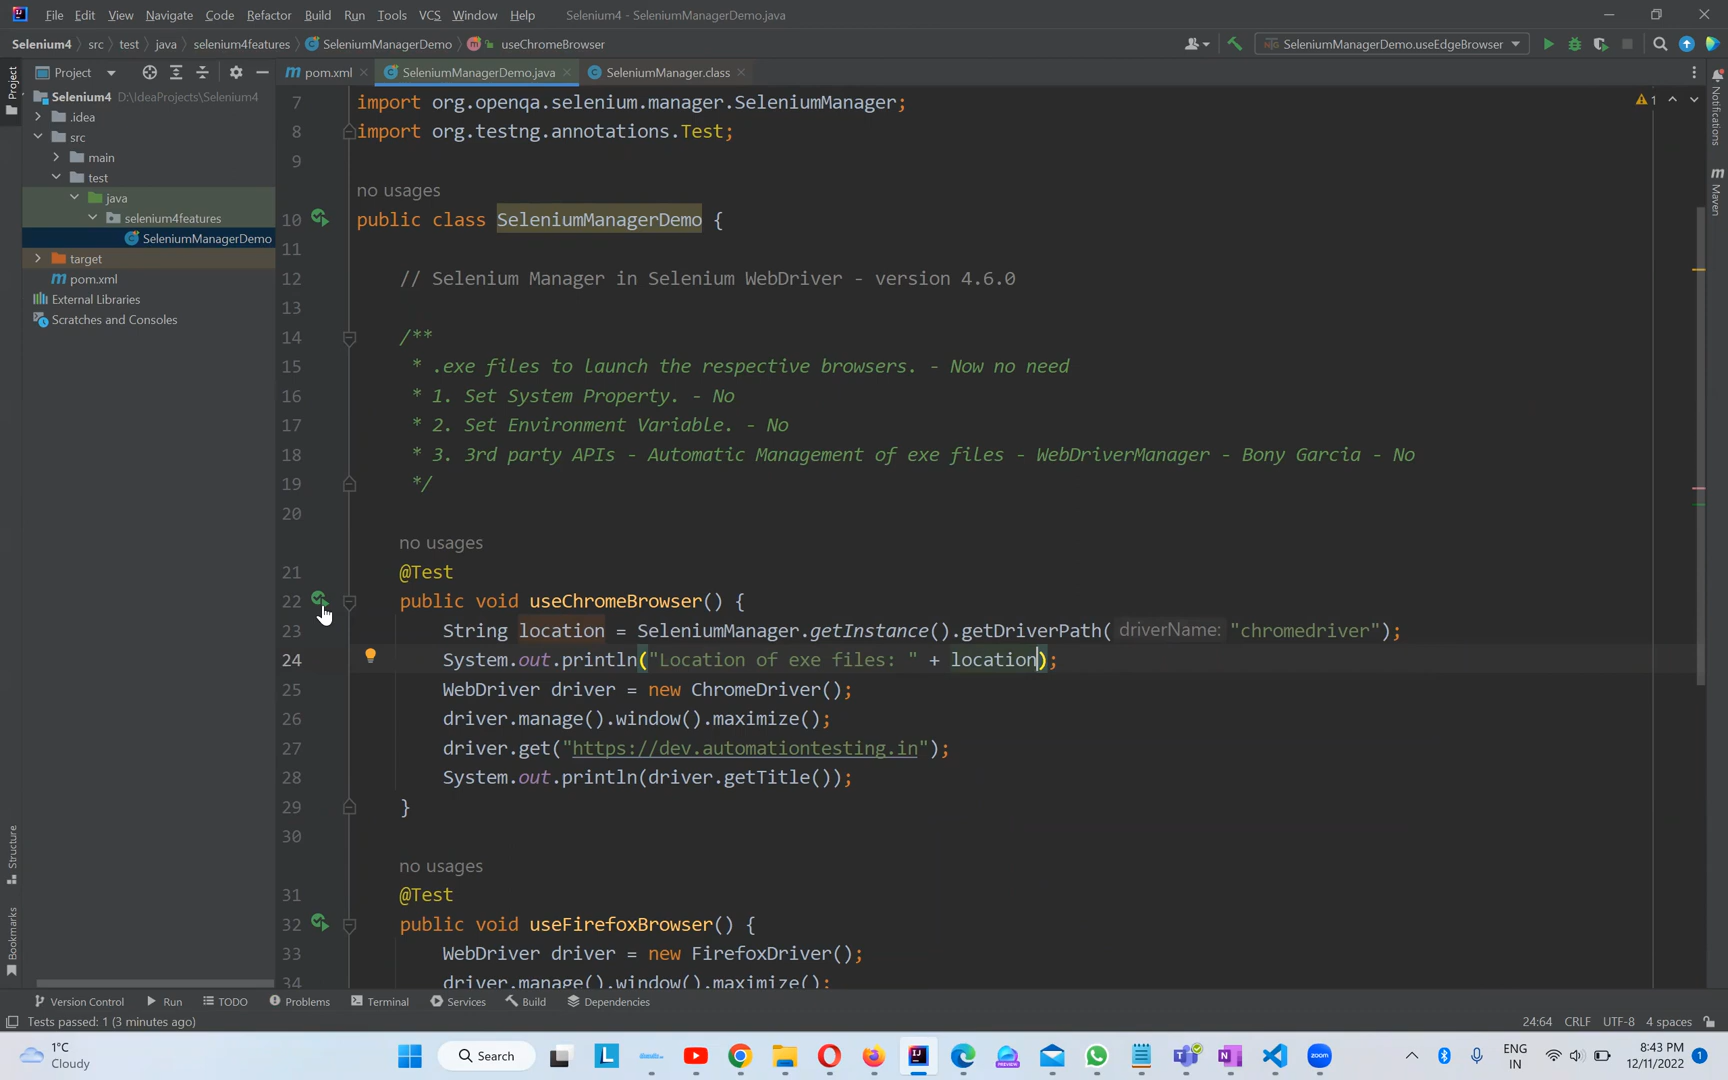 File Edit View Navigate Code Refactor Build Run Tools VCS Window Help Selenium4 - SeleniumManagerDemo.java
Selenium4 src test java selenium4features SeleniumManagerDemo useChromeBrowser SeleniumManagerDemo.useEdgeBrowser
Project pom.xml SeleniumManagerDemo.java SeleniumManager.class
Project
Selenium4 D:\IdeaProjects\Selenium4
.idea
src
main
test
java
selenium4features
SeleniumManagerDemo
target
pom.xml
External Libraries
Scratches and Consoles
Structure
Bookmarks
Notifications
Maven
1
7 import org.openqa.selenium.manager.SeleniumManager;
8 import org.testng.annotations.Test;
9
no usages
10 public class SeleniumManagerDemo {
11
12 // Selenium Manager in Selenium WebDriver - version 4.6.0
13
14 /**
15 * .exe files to launch the respective browsers. - Now no need
16 * 1. Set System Property. - No
17 * 2. Set Environment Variable. - No
18 * 3. 3rd party APIs - Automatic Management of exe files - WebDriverManager - Bony Garcia - No
19 */
20
no usages
21 @Test
22 public void useChromeBrowser() {
23 String location = SeleniumManager.getInstance().getDriverPath( driverName: "chromedriver");
24 System.out.println("Location of exe files: " + location);
25 WebDriver driver = new ChromeDriver();
26 driver.manage().window().maximize();
27 driver.get("https://dev.automationtesting.in");
28 System.out.println(driver.getTitle());
29 }
30
no usages
31 @Test
32 public void useFirefoxBrowser() {
33 WebDriver driver = new FirefoxDriver();
34 driver.manage().window().maximize();
Version Control Run TODO Problems Terminal Services Build Dependencies
Tests passed: 1 (3 minutes ago) 24:64 CRLF UTF-8 4 spaces
1°C
Cloudy
Search
zoom
ENG
IN
8:43 PM
12/11/2022
1